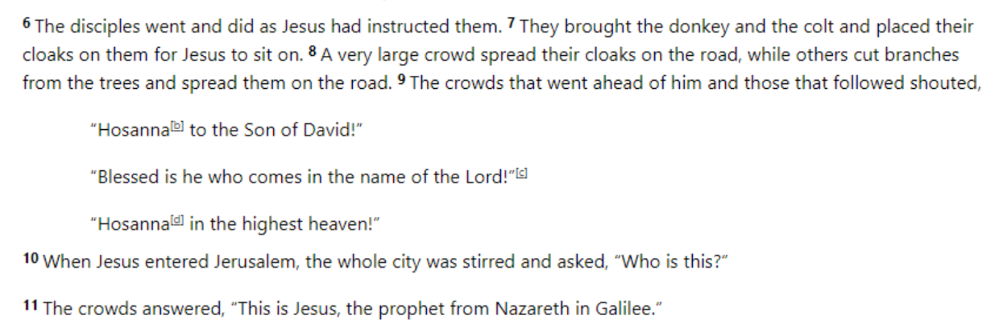 6 The disciples went and did as Jesus had instructed them. 7 They brought the donkey and the colt and placed their
cloaks on them for Jesus to sit on. 8 A very large crowd spread their cloaks on the road, while others cut branches
from the trees and spread them on the road. 9 The crowds that went ahead of him and those that followed shouted,
“Hosanna[b] to the Son of David!”
“Blessed is he who comes in the name of the Lord!”[c]
“Hosanna[d] in the highest heaven!”
10 When Jesus entered Jerusalem, the whole city was stirred and asked, “Who is this?”
11 The crowds answered, “This is Jesus, the prophet from Nazareth in Galilee.”